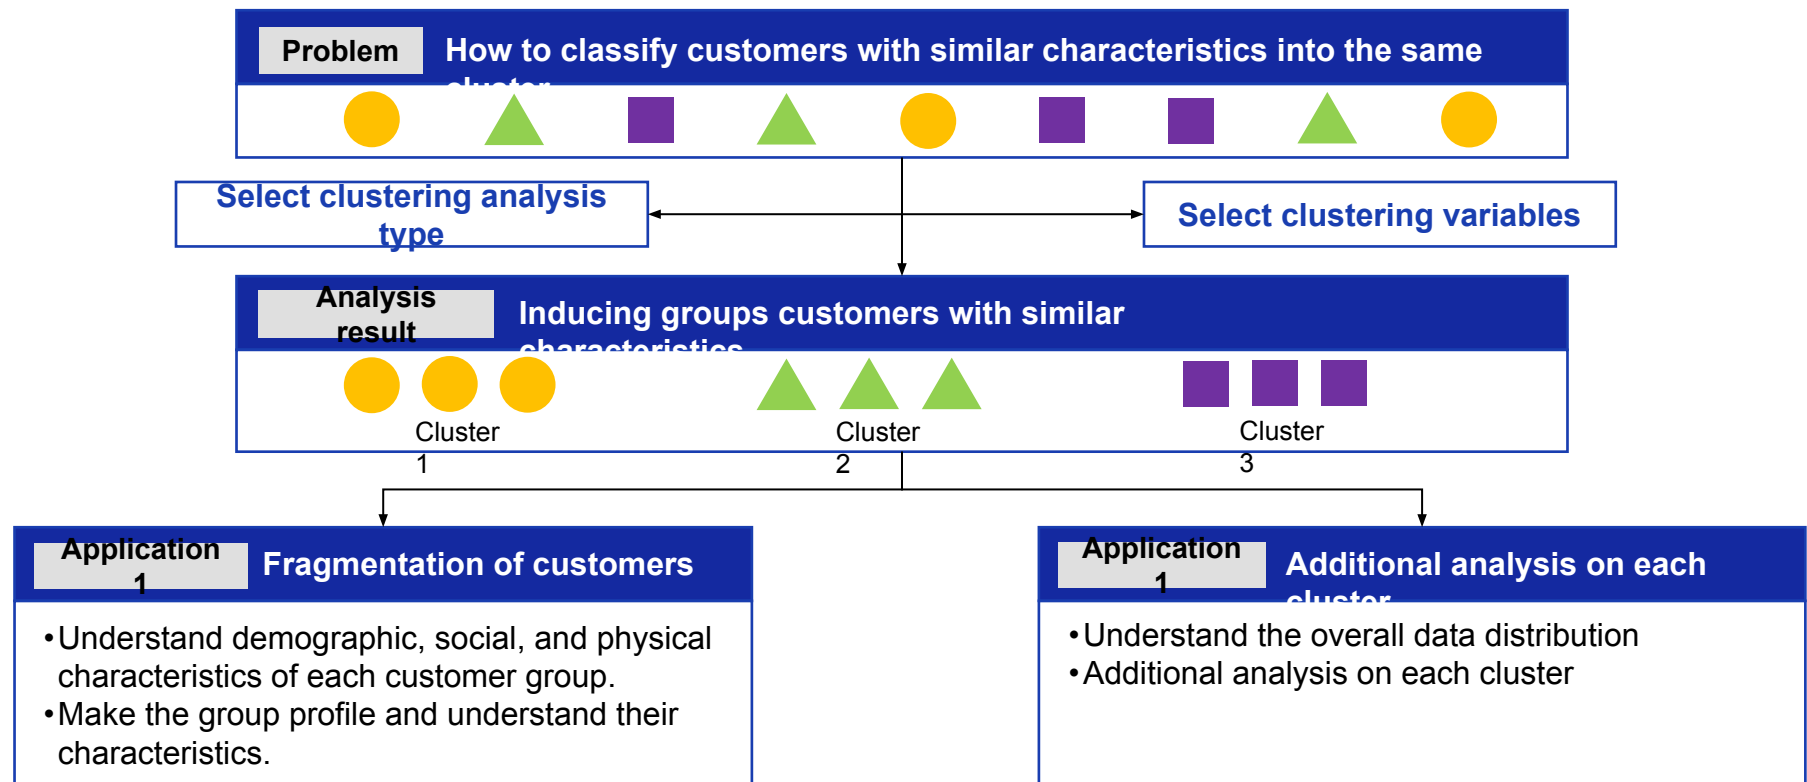 Problem
How to classify customers with similar characteristics into the same
cluster
Select clustering analysis
type
Select clustering variables
Analysis
result
Inducing groups customers with similar
characteristics
Cluster
1
Cluster
2
Cluster
3
Application
1
Fragmentation of customers
•Understand demographic, social, and physical
characteristics of each customer group.
•Make the group profile and understand their
characteristics.
Application
1
Additional analysis on each
cluster
•Understand the overall data distribution
•Additional analysis on each cluster